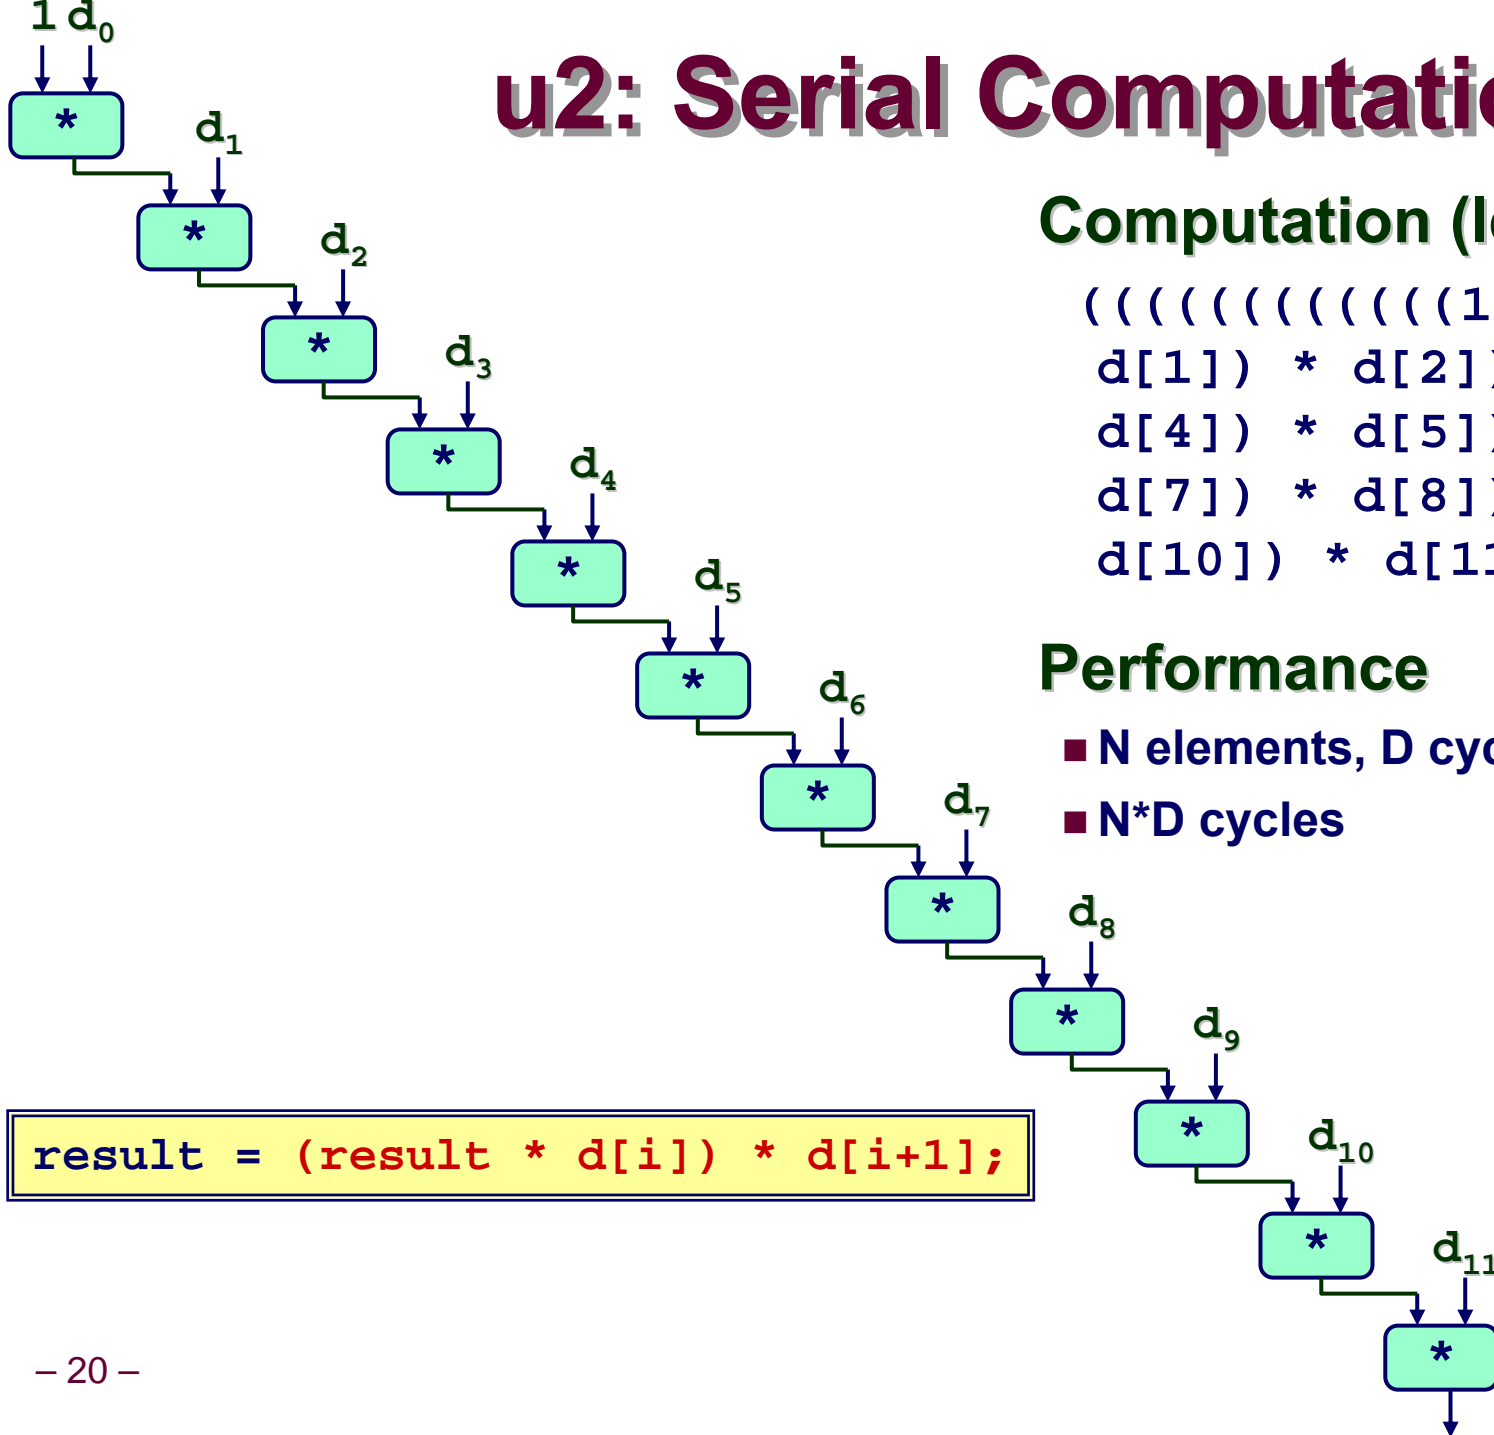 1 d0
u2: Serial Computatio
*
d1
Computation (l
*
d2
((((((((((((1
*
d[1]) * d[2])
d3
*
d[4]) * d[5])
d4
d[7]) * d[8])
*
d[10]) * d[11
d5
*
Performance
d6
N elements, D cyc
*
d7
N*D cycles
*
d8
*
d9
*
result = (result * d[i]) * d[i+1];
d10
*
d11
*
– 20 –